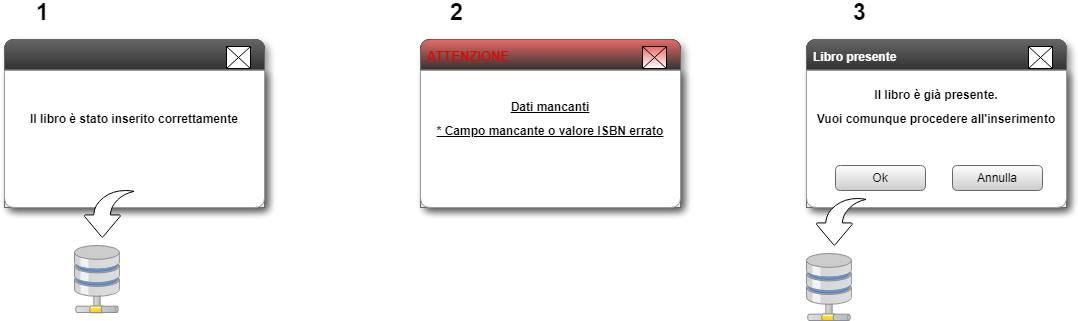 1
2
3
Il libro è stato inserito correttamente
ATTENZIONE
Dati mancanti
* Campo mancante o valore ISBN errato
Libro presente
Il libro è già presente.
Vuoi comunque procedere all'inserimento
Ok
Annulla